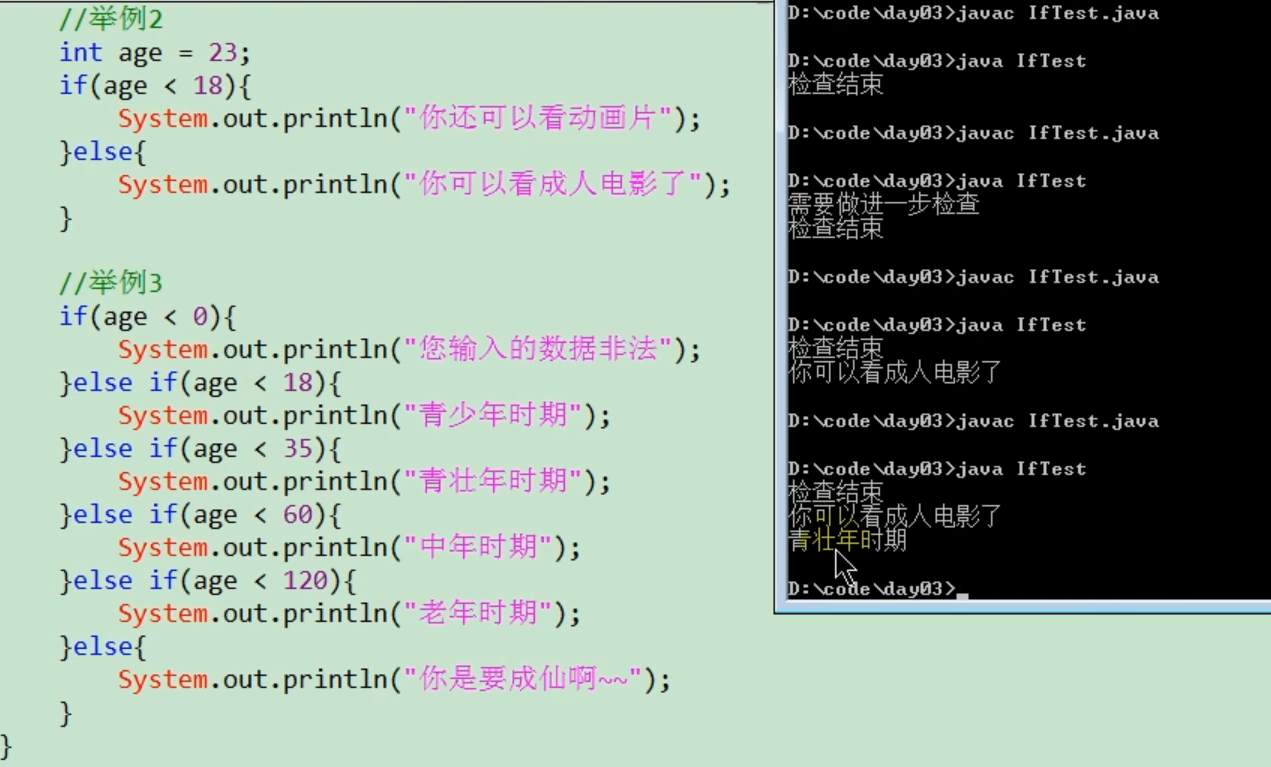 //举例2
int age = 23;
if(age < 18){
System.out.println("你还可以看动画片");
}else{
System.out.println("你可以看成人电影了");
}
//举例3
if(age < 0){
System.out.println("您输入的数据非法");
}else if(age < 18){
System.out.println("青少年时期");
}else if(age < 35){
System.out.println("青壮年时期");
}else if(age < 60){
System.out.println("中年时期");
}else if(age < 120){
System.out.println("老年时期");
}else{
System.out.println("你是要成仙啊~~");
}
}
D:\code\day03>javac IfTest.java
D:\code\day03>java IfTest
检查结束
D:\code\day03>javac IfTest.java
D:\code\day03>java IfTest
需要做进一步检查
检查结束
D:\code\day03>javac IfTest.java
D:\code\day03>java IfTest
检查结束
你可以看成人电影了
D:\code\day03>javac IfTest.java
D:\code\day03>java IfTest
检查结束
你可以看成人电影了
青壮年时期
D:\code\day03>_